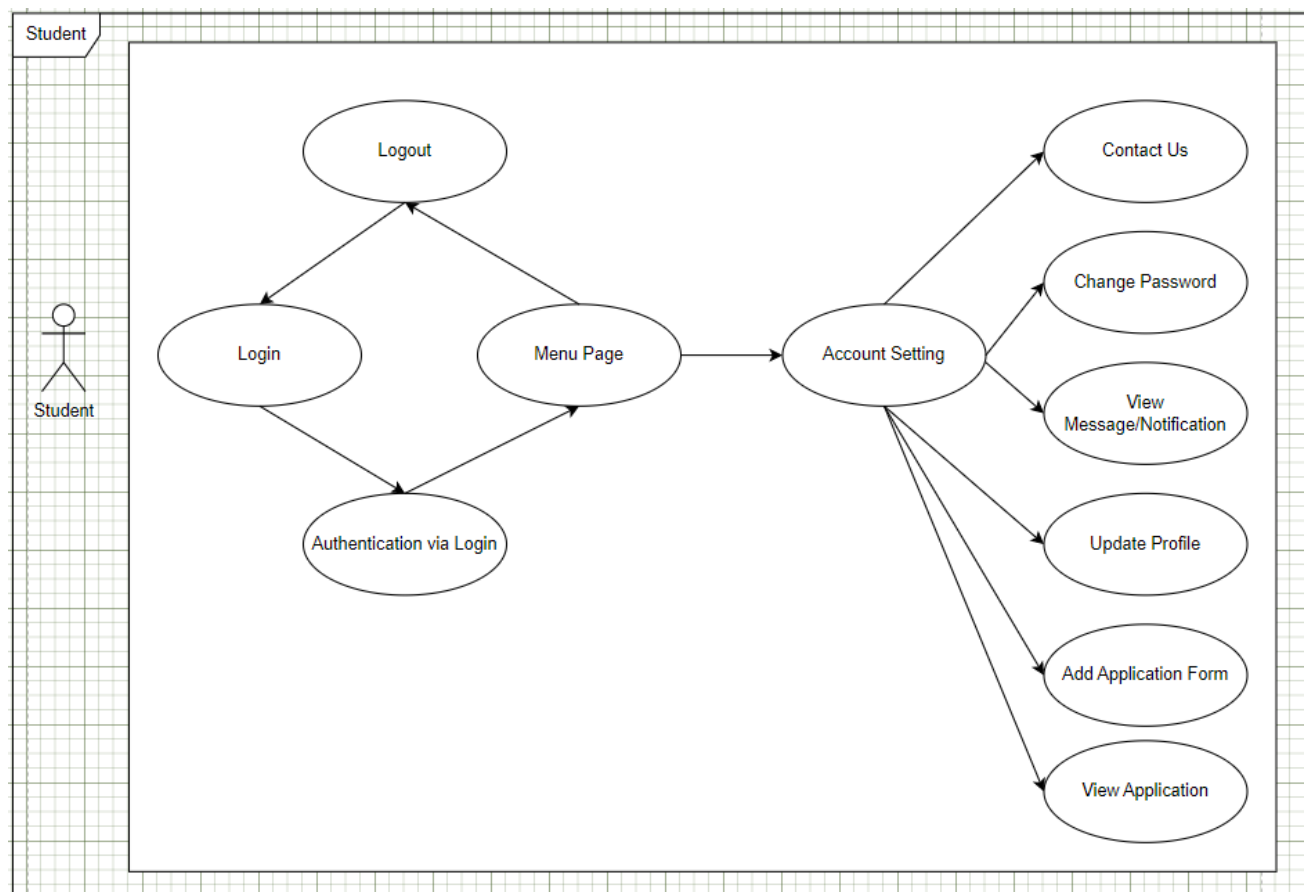 Student
Logout
Contact Us
Change Password
Login
Menu Page
Account Setting
Student
View
Message/Notification
Authentication via Login
Update Profile
Add Application Form
View Application